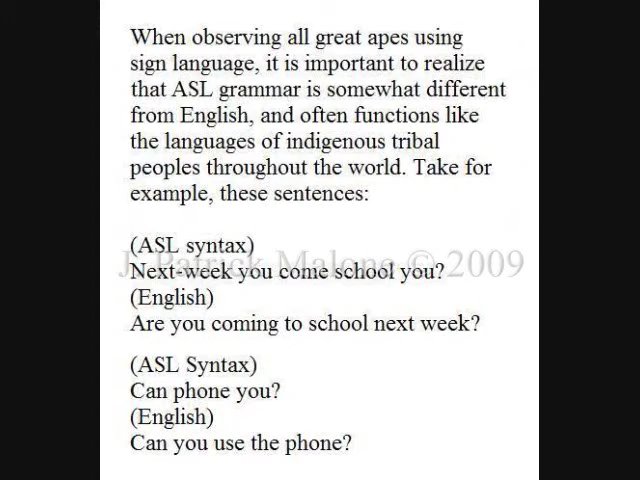 When observing all great apes using
sign language, it is important to realize
that ASL grammar is somewhat different
from English, and often functions like
the languages of indigenous tribal
peoples throughout the world. Take for
example, these sentences:
(ASL syntax)
J. Patrick Malone © 2009
Next-week you come school you?
(English)
Are you coming to school next week?
(ASL Syntax)
Can phone you?
(English)
Can you use the phone?